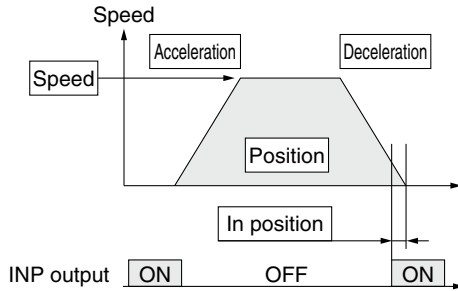 Speed
Acceleration
Deceleration
Speed
Position
In position
INP output ON OFF ON